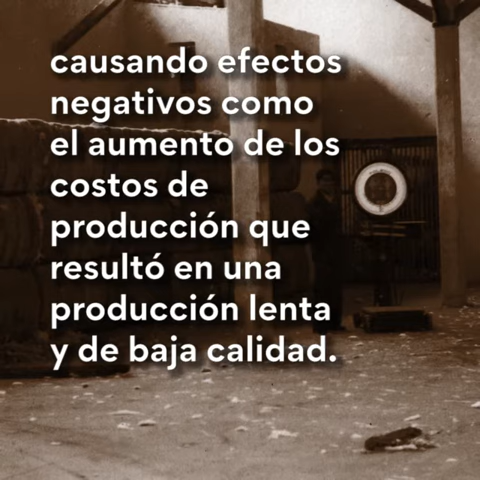 causando efectos
negativos como
el aumento de los
costos de
producción que
resultó en una
producción lenta
y de baja calidad.